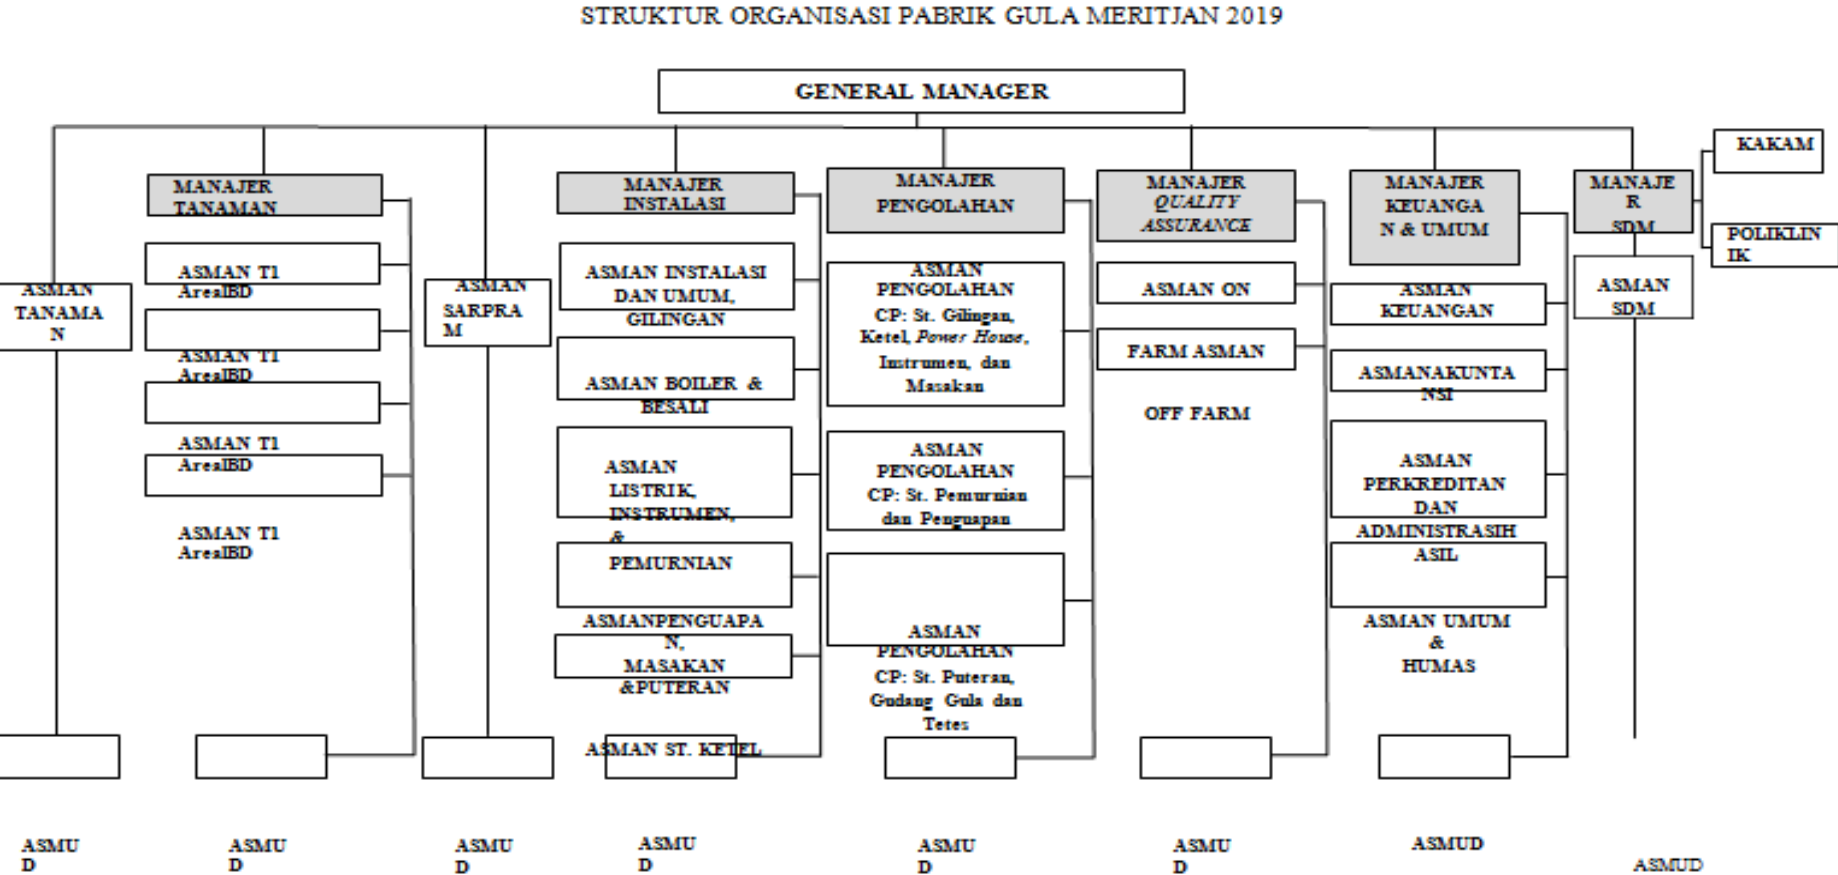 STRUKTUR ORGANISASI PABRIK GULA MERITJAN 2019
GENERAL MANAGER
ASMAN
TANAMA
N
ASMU
D
MANAJER
TANAMAN
ASMAN T1
ArealBD
ASMAN T1
ArealBD
ASMAN T1
ArealBD
ASMAN T1
ArealBD
ASMU
D
ASMAN
SARPRA
M
ASMU
D
MANAJER
INSTALASI
ASMAN INSTALASI
DAN UMUM,
GILINGAN
ASMAN BOILER &
BESALI
ASMAN
LISTRIK,
INSTRUMEN,
&
PEMURNIAN
ASMANPENGUAPA
N,
MASAKAN
&PUTERAN
ASMAN ST. KETEL
ASMU
D
MANAJER
PENGOLAHAN
ASMAN
PENGOLAHAN
CP: St. Gilingan,
Ketel, Power House,
Instrumen, dan
Masakan
ASMAN
PENGOLAHAN
CP: St. Pemurnian
dan Penguapan
ASMAN
PENGOLAHAN
CP: St. Puteran,
Gudang Gula dan
Tetes
ASMU
D
MANAJER
QUALITY
ASSURANCE
ASMAN ON
FARM ASMAN
OFF FARM
ASMU
D
MANAJER
KEUANGA
N & UMUM
ASMAN
KEUANGAN
ASMANAKUNTA
NSI
ASMAN
PERKREDITAN
DAN
ADMINISTRASIH
ASIL
ASMAN UMUM
&
HUMAS
ASMUD
MANAJE
R
SDM
ASMAN
SDM
ASMUD
KAKAM
POLIKLIN
IK